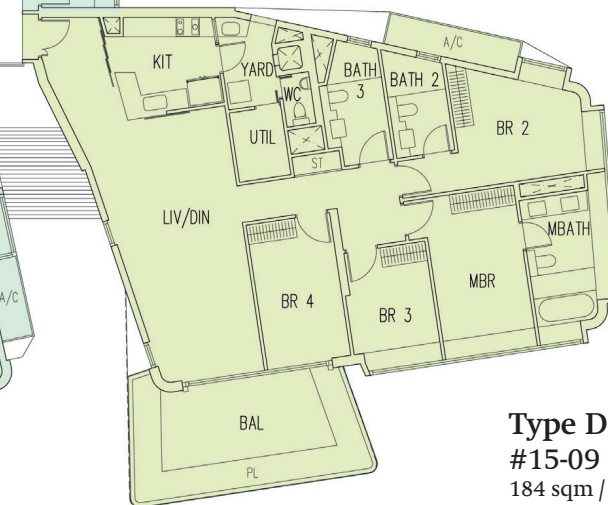 A/C
KIT
YARD
BATH
3
BATH 2
WC
BR 2
UTIL
ST
LIV/DIN
MBATH
MBR
BR 4
BR 3
A/C
BAL
PL
Type D
#15-09
184 sqm /